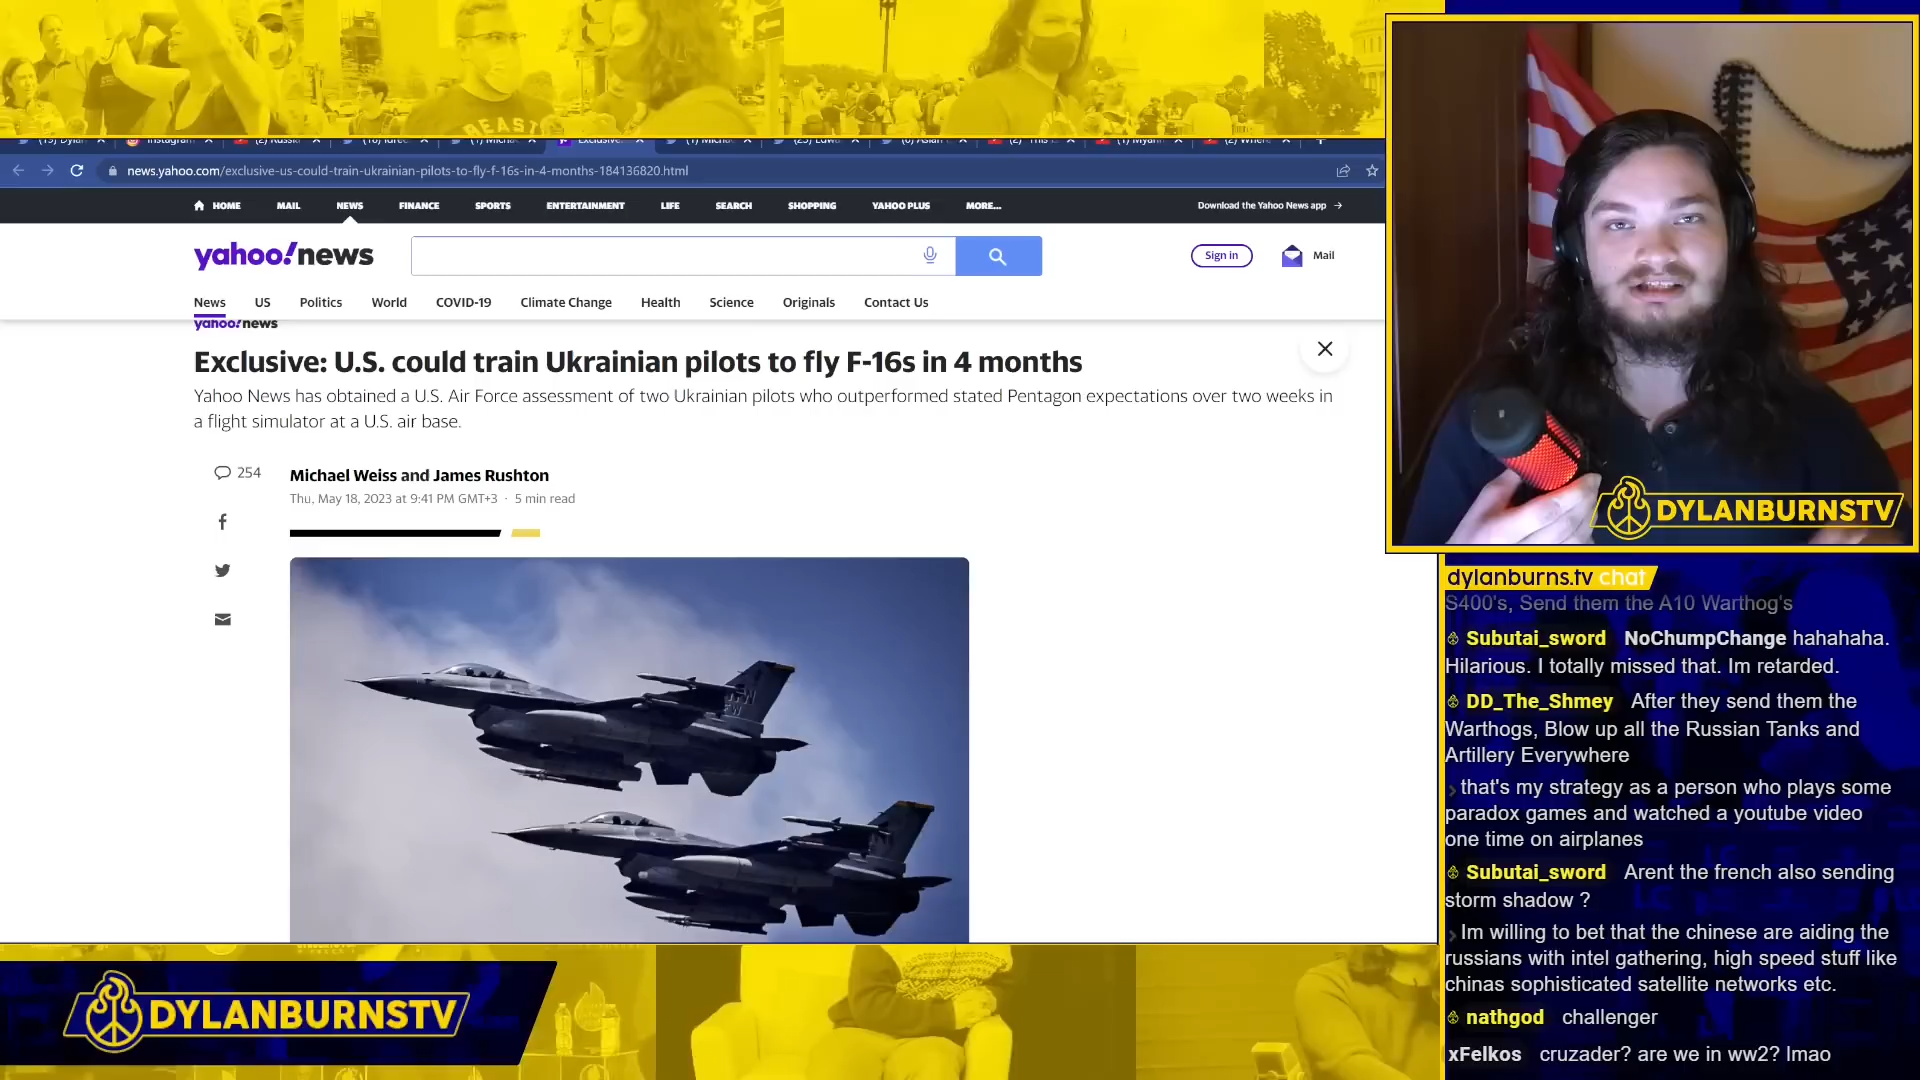 BEAST
Instagram
Exclusive:
news.yahoo.com/exclusive-us-could-train-ukrainian-pilots-to-fly-f-16s-in-4-months-184136820.html
HOME MAIL NEWS FINANCE SPORTS ENTERTAINMENT LIFE SEARCH SHOPPING YAHOO PLUS MORE... Download the Yahoo News app →
yahoo!news
Sign in
Mail
News US Politics World COVID-19 Climate Change Health Science Originals Contact Us
yahoo!news
Exclusive: U.S. could train Ukrainian pilots to fly F-16s in 4 months
Yahoo News has obtained a U.S. Air Force assessment of two Ukrainian pilots who outperformed stated Pentagon expectations over two weeks in
a flight simulator at a U.S. air base.
254
Michael Weiss and James Rushton
Thu, May 18, 2023 at 9:41 PM GMT+3 · 5 min read
DYLANBURNSTV
DYLANBURNSTV
dylanburns.tv chat
S400's, Send them the A10 Warthog's
Subutai_sword NoChumpChange hahahaha.
Hilarious. I totally missed that. Im retarded.
DD_The_Shmey After they send them the
Warthogs, Blow up all the Russian Tanks and
Artillery Everywhere
that's my strategy as a person who plays some
paradox games and watched a youtube video
one time on airplanes
Subutai_sword Arent the french also sending
storm shadow ?
Im willing to bet that the chinese are aiding the
russians with intel gathering, high speed stuff like
chinas sophisticated satellite networks etc.
nathgod challenger
xFelkos cruzader? are we in ww2? lmao